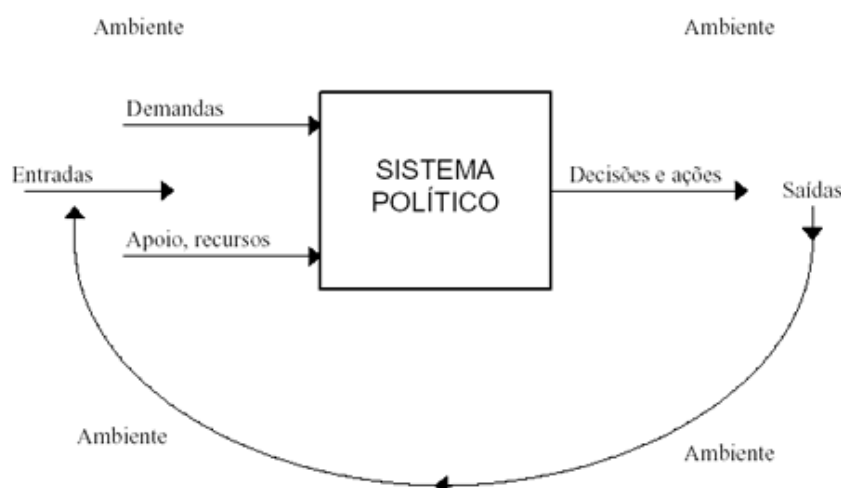 Ambiente
Ambiente
Demandas
Entradas
SISTEMA
POLÍTICO
Decisões e ações
Saídas
Apoio, recursos
Ambiente
Ambiente